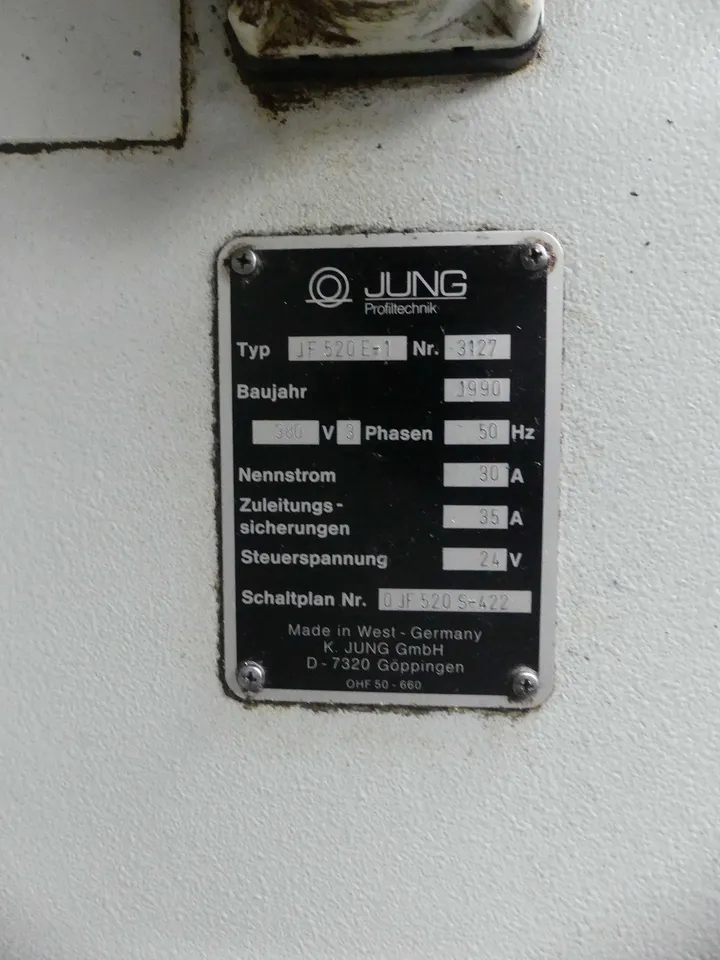 JUNG
Profiltechnik
Typ JF 520 E-1 Nr. 3127
Baujahr 1990
380 V 3 Phasen 50 Hz
Nennstrom 30 A
Zuleitungs-
sicherungen 35 A
Steuerspannung 24 V
Schaltplan Nr. 0 JF 520 S-422
Made in West - Germany
K. JUNG GmbH
D - 7320 Göppingen
OHF 50 - 660